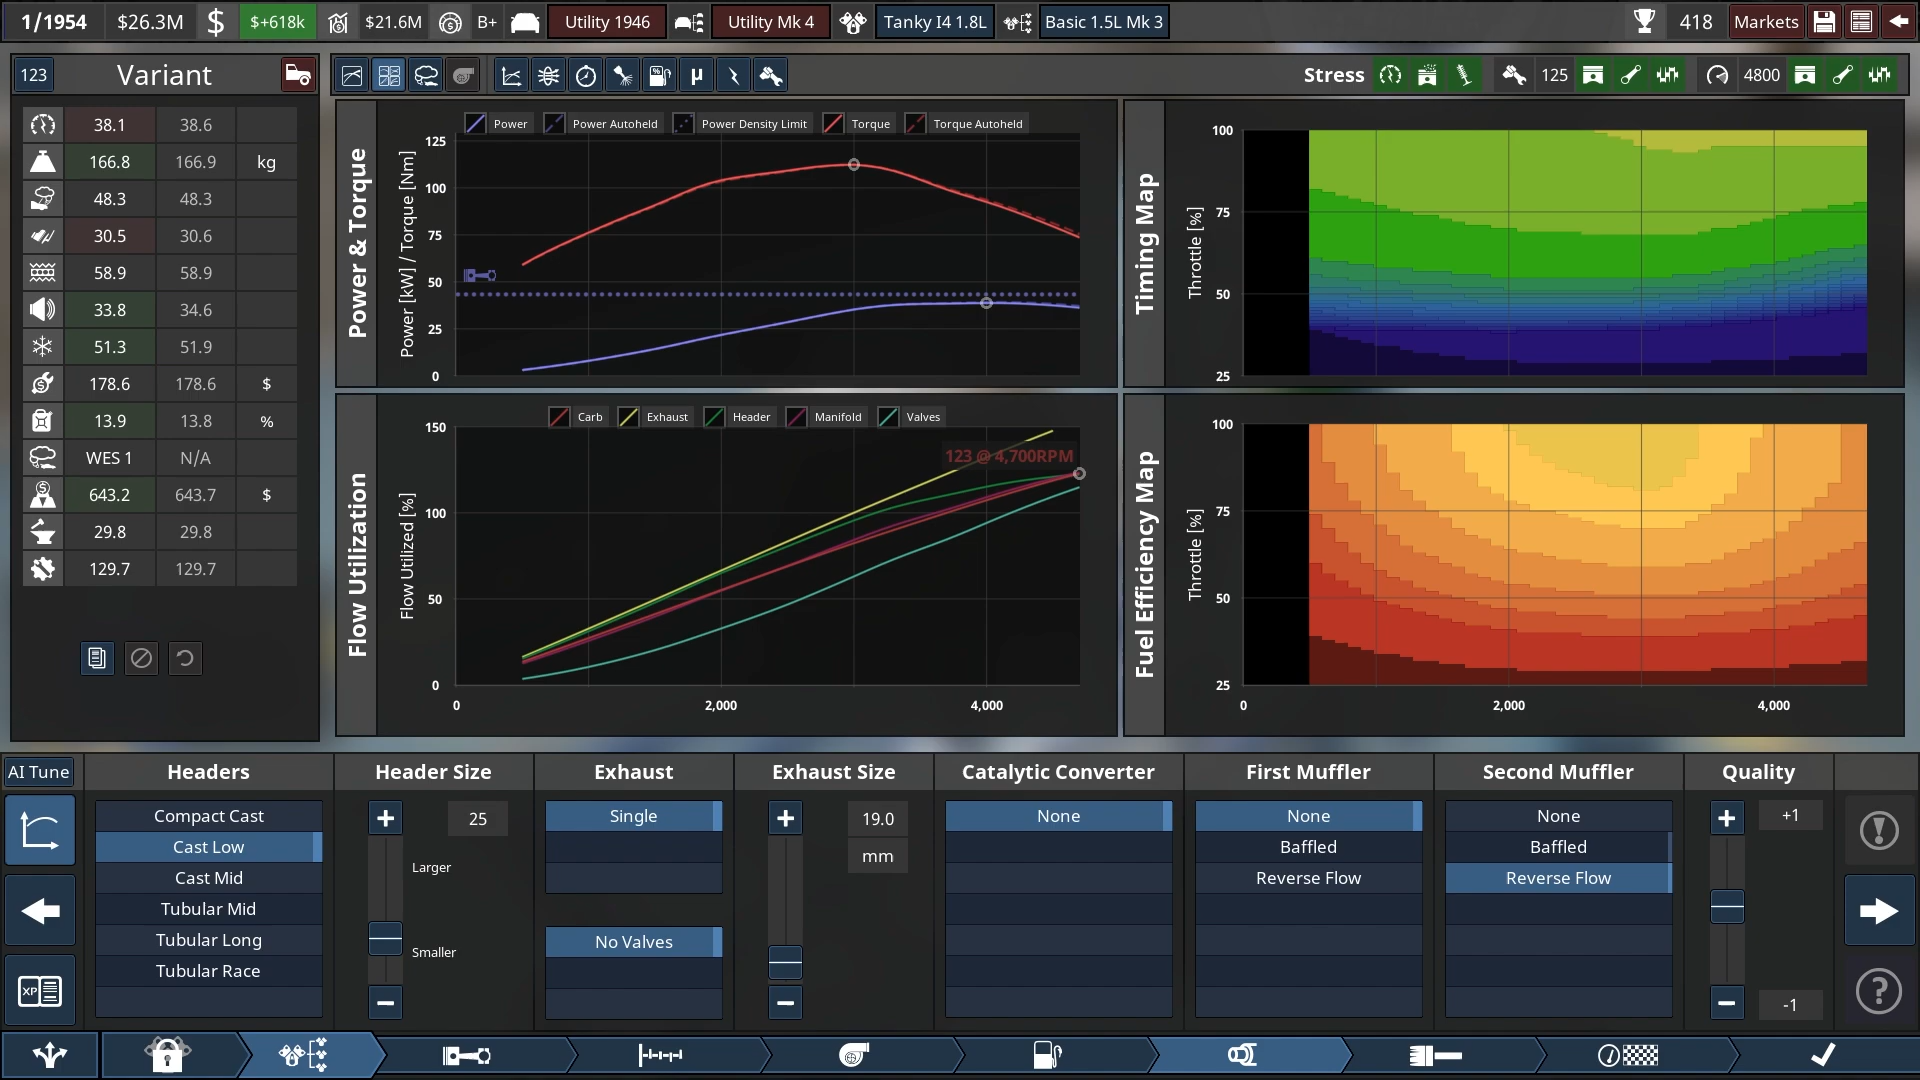 1/1954 $26.3M $+618k $21.6M B+ Utility 1946 Utility Mk 4 Tanky I4 1.8L Basic 1.5L Mk 3 418 Markets
123 Variant
Stress 125 4800
38.1 38.6
166.8 166.9 kg
48.3 48.3
30.5 30.6
58.9 58.9
33.8 34.6
51.3 51.9
178.6 178.6 $
13.9 13.8 %
WES 1 N/A
643.2 643.7 $
29.8 29.8
129.7 129.7
Power & Torque
Power Power Autoheld Power Density Limit Torque Torque Autoheld
Power [kW] / Torque [Nm]
125
100
75
50
25
0
Timing Map
Throttle [%]
100
75
50
25
Flow Utilization
Carb Exhaust Header Manifold Valves
Flow Utilized [%]
123 @ 4,700RPM
150
100
50
0
0 2,000 4,000
Fuel Efficiency Map
Throttle [%]
100
75
50
25
0 2,000 4,000
AI Tune Headers Header Size Exhaust Exhaust Size Catalytic Converter First Muffler Second Muffler Quality
Compact Cast
Cast Low
Cast Mid
Tubular Mid
Tubular Long
Tubular Race
25
Larger
Smaller
Single
No Valves
19.0
mm
None
None
Baffled
Reverse Flow
None
Baffled
Reverse Flow
+1
-1
XP